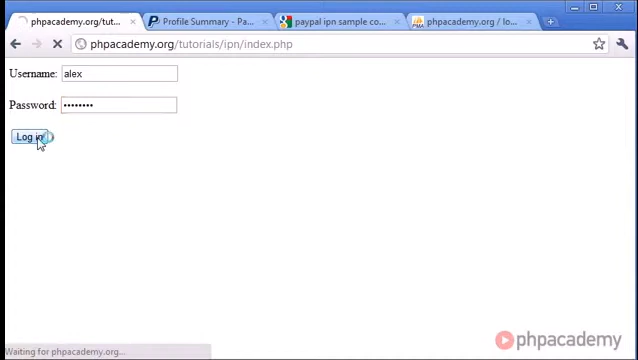 phpacademy.org/tut...
Profile Summary - Pa...
paypal ipn sample co...
phpacademy.org / lo...
phpacademy.org/tutorials/ipn/index.php
Username: alex
Password: ••••••••
Log in
phpacademy
Waiting for phpacademy.org...